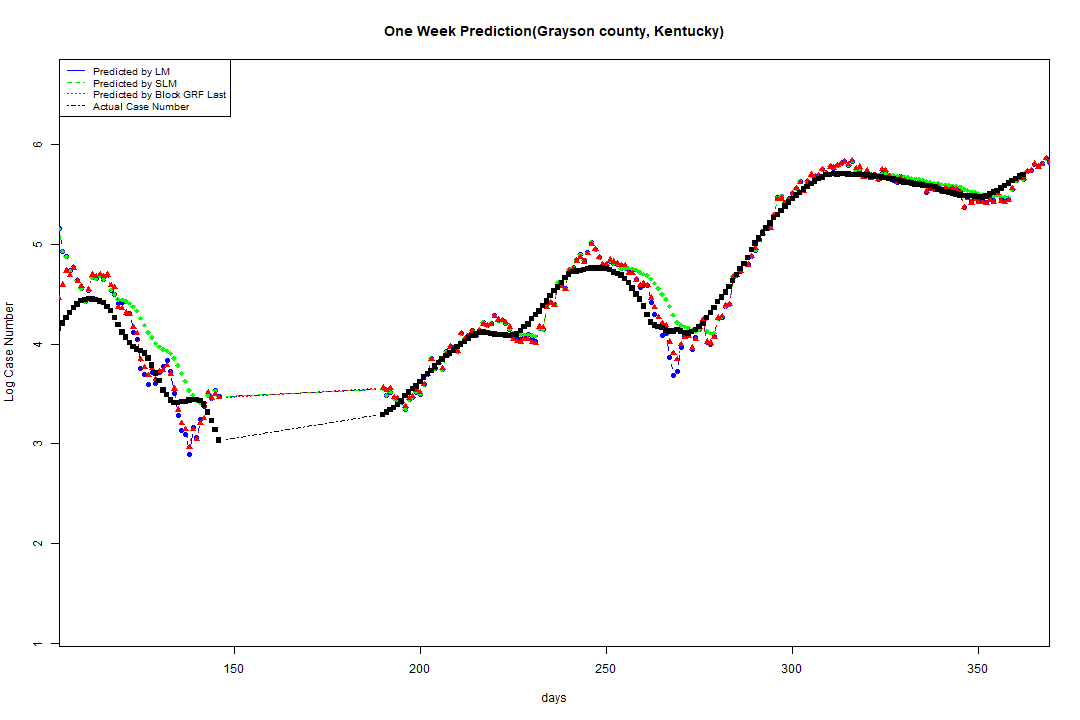 One Week Prediction(Grayson county, Kentucky)
Predicted by LM
Predicted by SLM
Predicted by Block GRF Last
Actual Case Number
6
5
4
3
2
1
Log Case Number
150
200
250
300
350
days